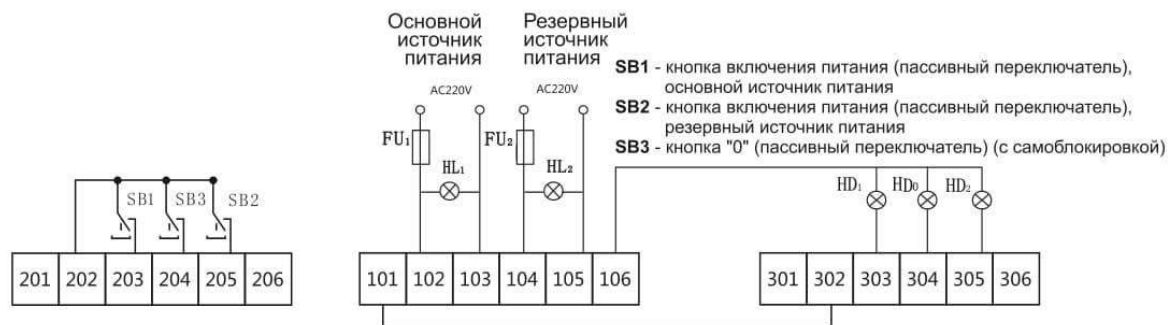 Основной
источник
питания
Резервный
источник
питания
SB1 - кнопка включения питания (пассивный переключатель),
основной источник питания
SB2 - кнопка включения питания (пассивный переключатель),
резервный источник питания
SB3 - кнопка "0" (пассивный переключатель) (с самоблокировкой)
AC220V
AC220V
FU₁
FU₂
HL₁
HL₂
HD₁
HD₀
HD₂
SB1
SB3
SB2
201 202 203 204 205 206
101 102 103 104 105 106
301 302 303 304 305 306